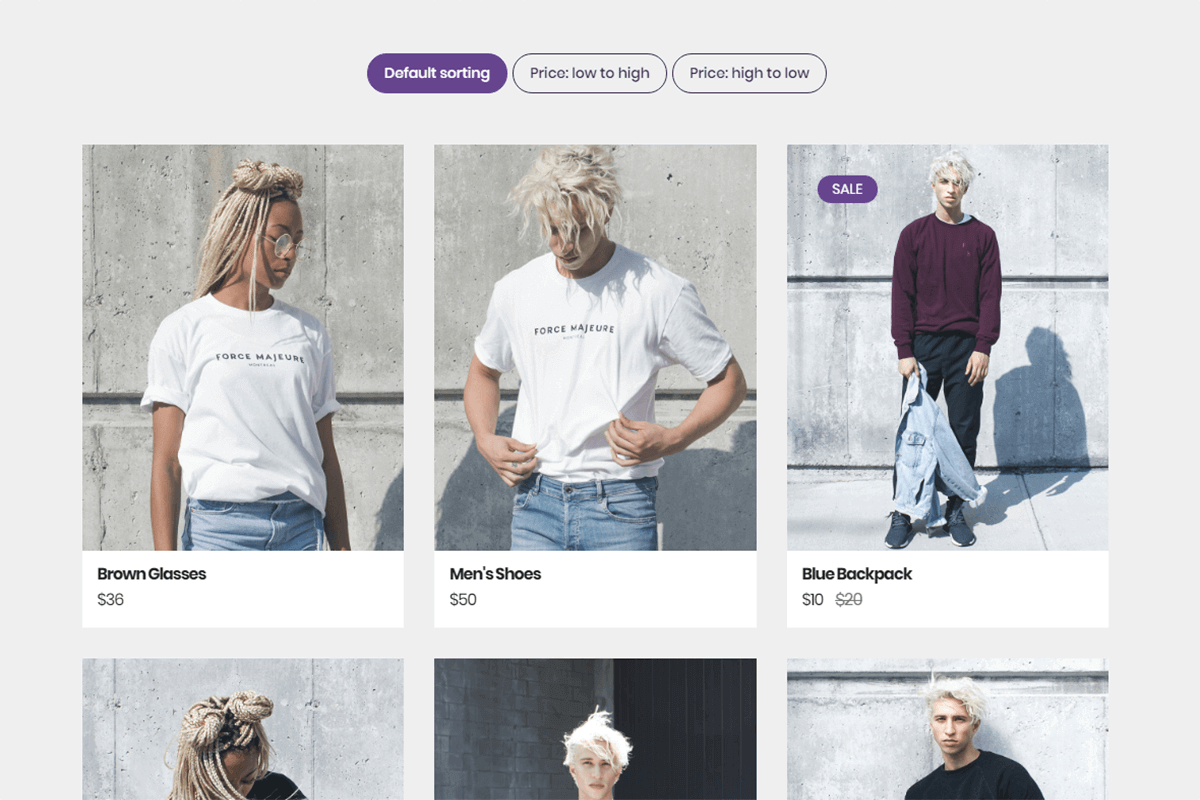 Default sorting
Price: low to high
Price: high to low
SALE
FORCE MAJEURE
MONTREAL
FORCE MAJEURE
MONTREAL
Brown Glasses
$36
Men's Shoes
$50
Blue Backpack
$10 $20